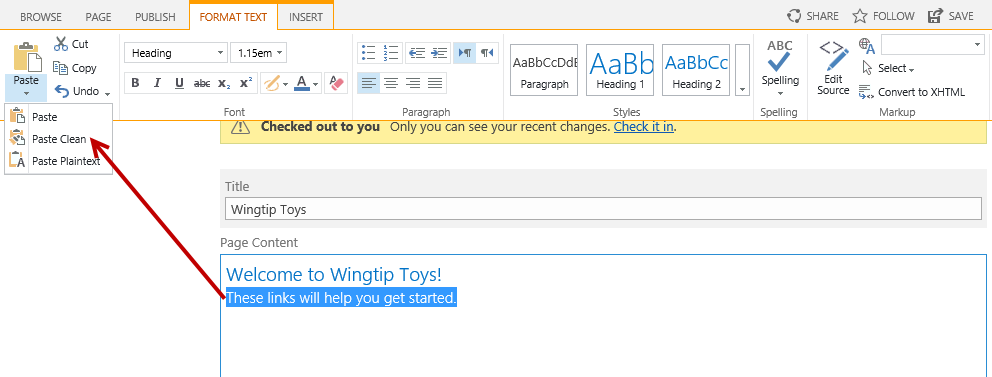 BROWSE PAGE PUBLISH FORMAT TEXT INSERT SHARE FOLLOW SAVE
Paste
Cut
Copy
Undo
Heading 1.15em
B I U abc x₂ x² A A
Font
Paragraph
AaBbCcDdE
Paragraph
AaBb
Heading 1
AaBbCc
Heading 2
Styles
ABC
Spelling
Spelling
Edit
Source
Select
Convert to XHTML
Markup
Paste
Paste Clean
Paste Plaintext
Checked out to you Only you can see your recent changes. Check it in.
Title
Wingtip Toys
Page Content
Welcome to Wingtip Toys!
These links will help you get started.